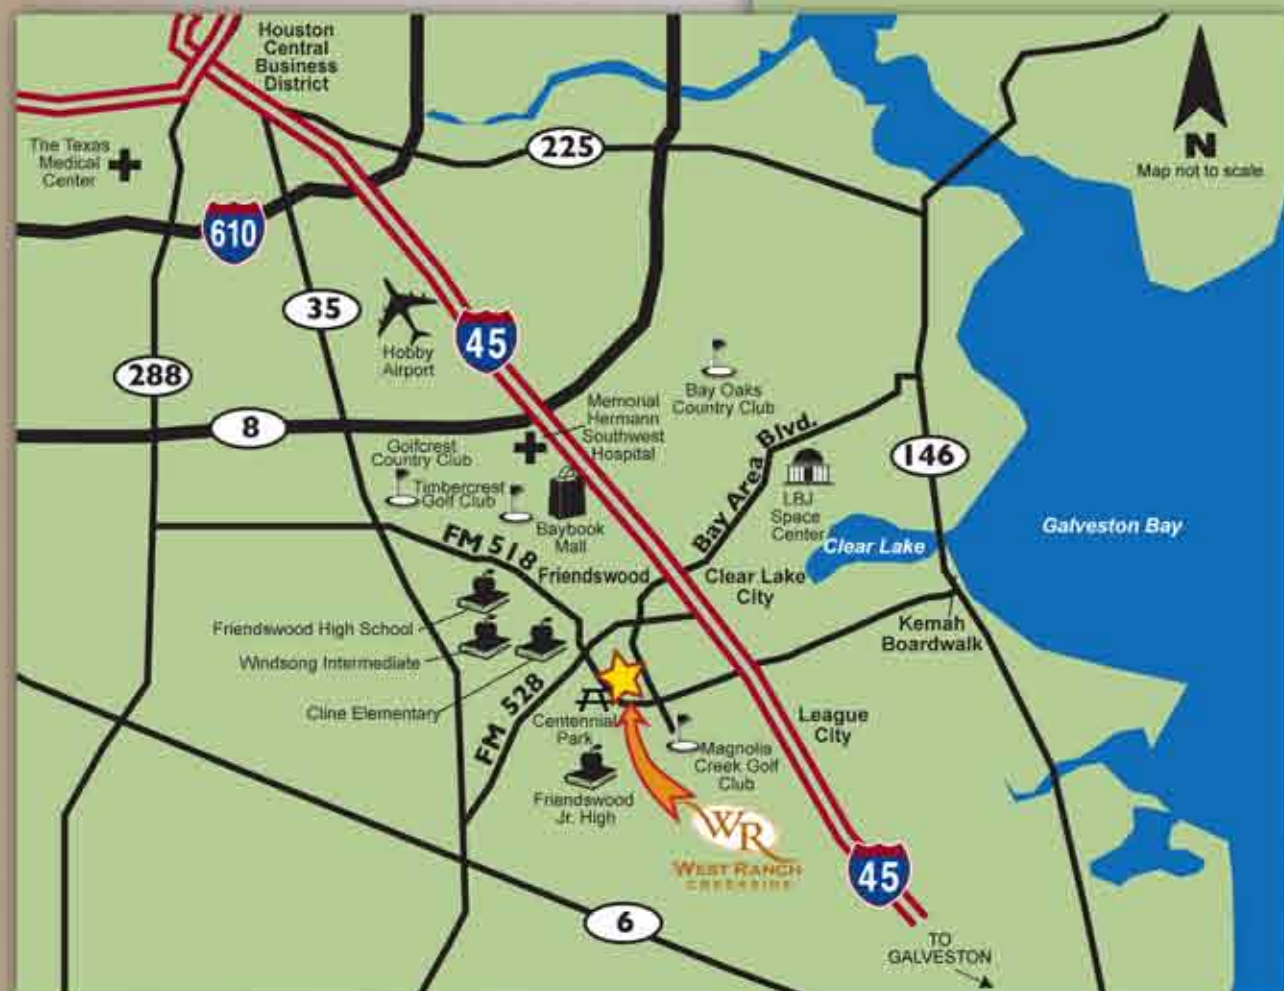 Houston
Central
Business
District
The Texas
Medical
Center
225
N
Map not to scale
610
35
Hobby
Airport
45
288
8
Bay Oaks
Country Club
Memorial
Hermann
Southwest
Hospital
Golfcrest
Country Club
Timbercrest
Golf Club
Baybook
Mall
Bay Area Blvd.
LBJ
Space
Center
146
Clear Lake
Galveston Bay
FM 518
Friendswood
Clear Lake
City
Kemah
Boardwalk
Friendswood High School
Windsong Intermediate
Cline Elementary
FM 528
Centennial
Park
Friendswood
Jr. High
Magnolia
Creek Golf
Club
League
City
WR
WEST RANCH
CREEKSIDE
45
6
TO
GALVESTON